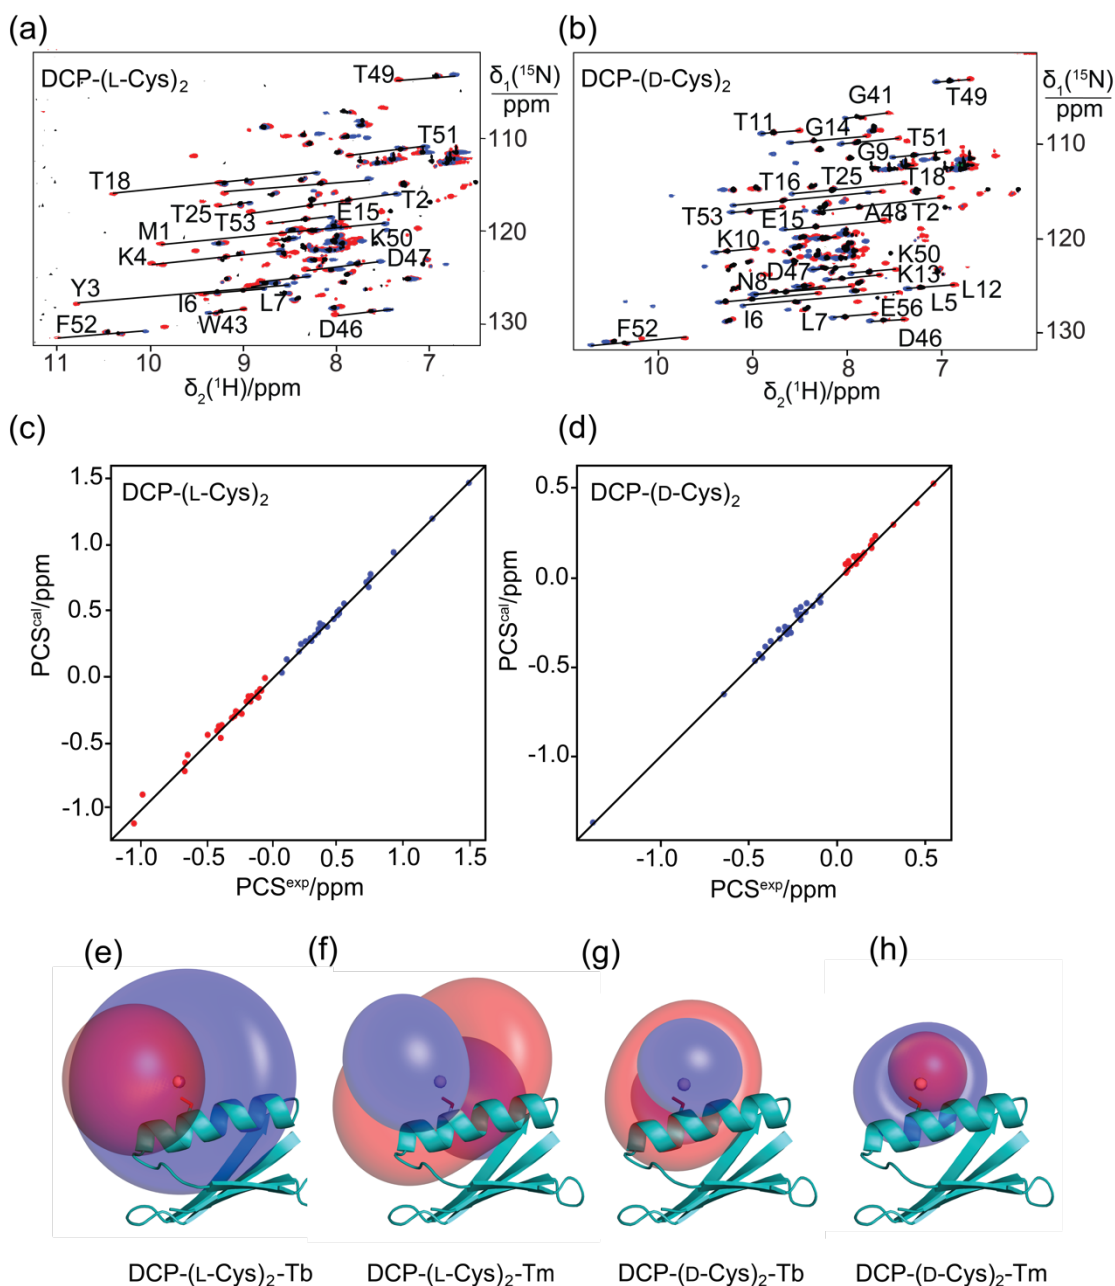 (a)
(b)
DCP-(L-Cys)₂
T49
δ₁(¹⁵N)
ppm
T51
110
T18
T25
T53
T2
E15
M1
120
K4
K50
D47
Y3
I6
L7
W43
F52
D46
130
11
10
9
8
7
δ₂(¹H)/ppm
DCP-(D-Cys)₂
δ₁(¹⁵N)
ppm
G41
T49
T11
G14
110
T51
G9
T16
T25
T18
T53
E15
A48
T2
120
K10
K50
D47
K13
N8
L12
I6
L5
L7
E56
F52
D46
130
10
9
8
7
δ₂(¹H)/ppm
(c)
(d)
DCP-(L-Cys)₂
1.5
1.0
0.5
0.0
-0.5
-1.0
PCSᶜᵃˡ/ppm
-1.0
-0.5
-0.0
0.5
1.0
1.5
PCSᵉˣᵖ/ppm
DCP-(D-Cys)₂
0.5
0.0
-0.5
-1.0
PCSᶜᵃˡ/ppm
-1.0
-0.5
0.0
0.5
PCSᵉˣᵖ/ppm
(e)
(f)
(g)
(h)
DCP-(L-Cys)₂-Tb
DCP-(L-Cys)₂-Tm
DCP-(D-Cys)₂-Tb
DCP-(D-Cys)₂-Tm